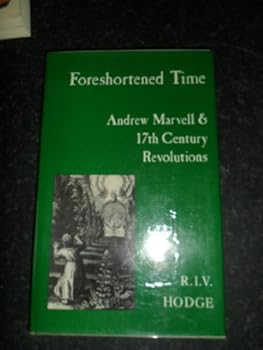 Foreshortened Time
Andrew Marvell &
17th Century
Revolutions
R.I.V.
HODGE